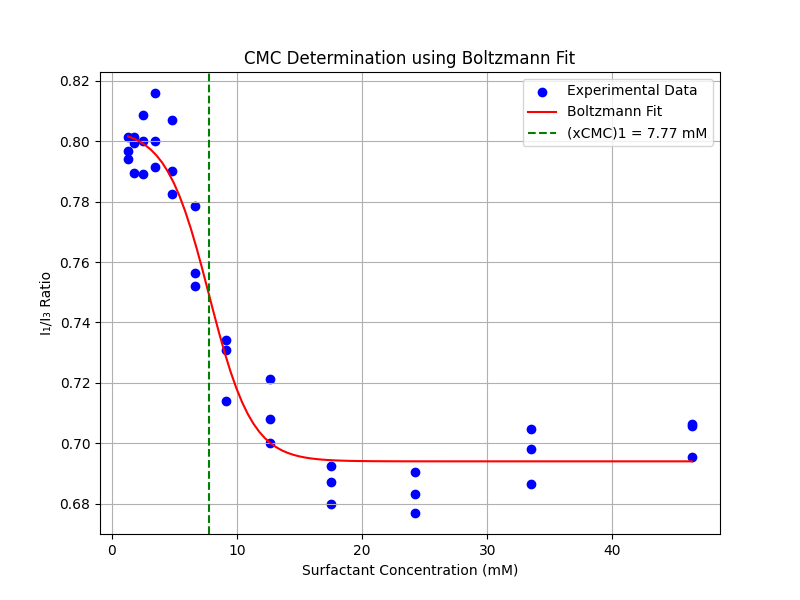 CMC Determination using Boltzmann Fit
Experimental Data
Boltzmann Fit
(xCMC)1 = 7.77 mM
I₁/I₃ Ratio
0.82
0.80
0.78
0.76
0.74
0.72
0.70
0.68
0 10 20 30 40
Surfactant Concentration (mM)